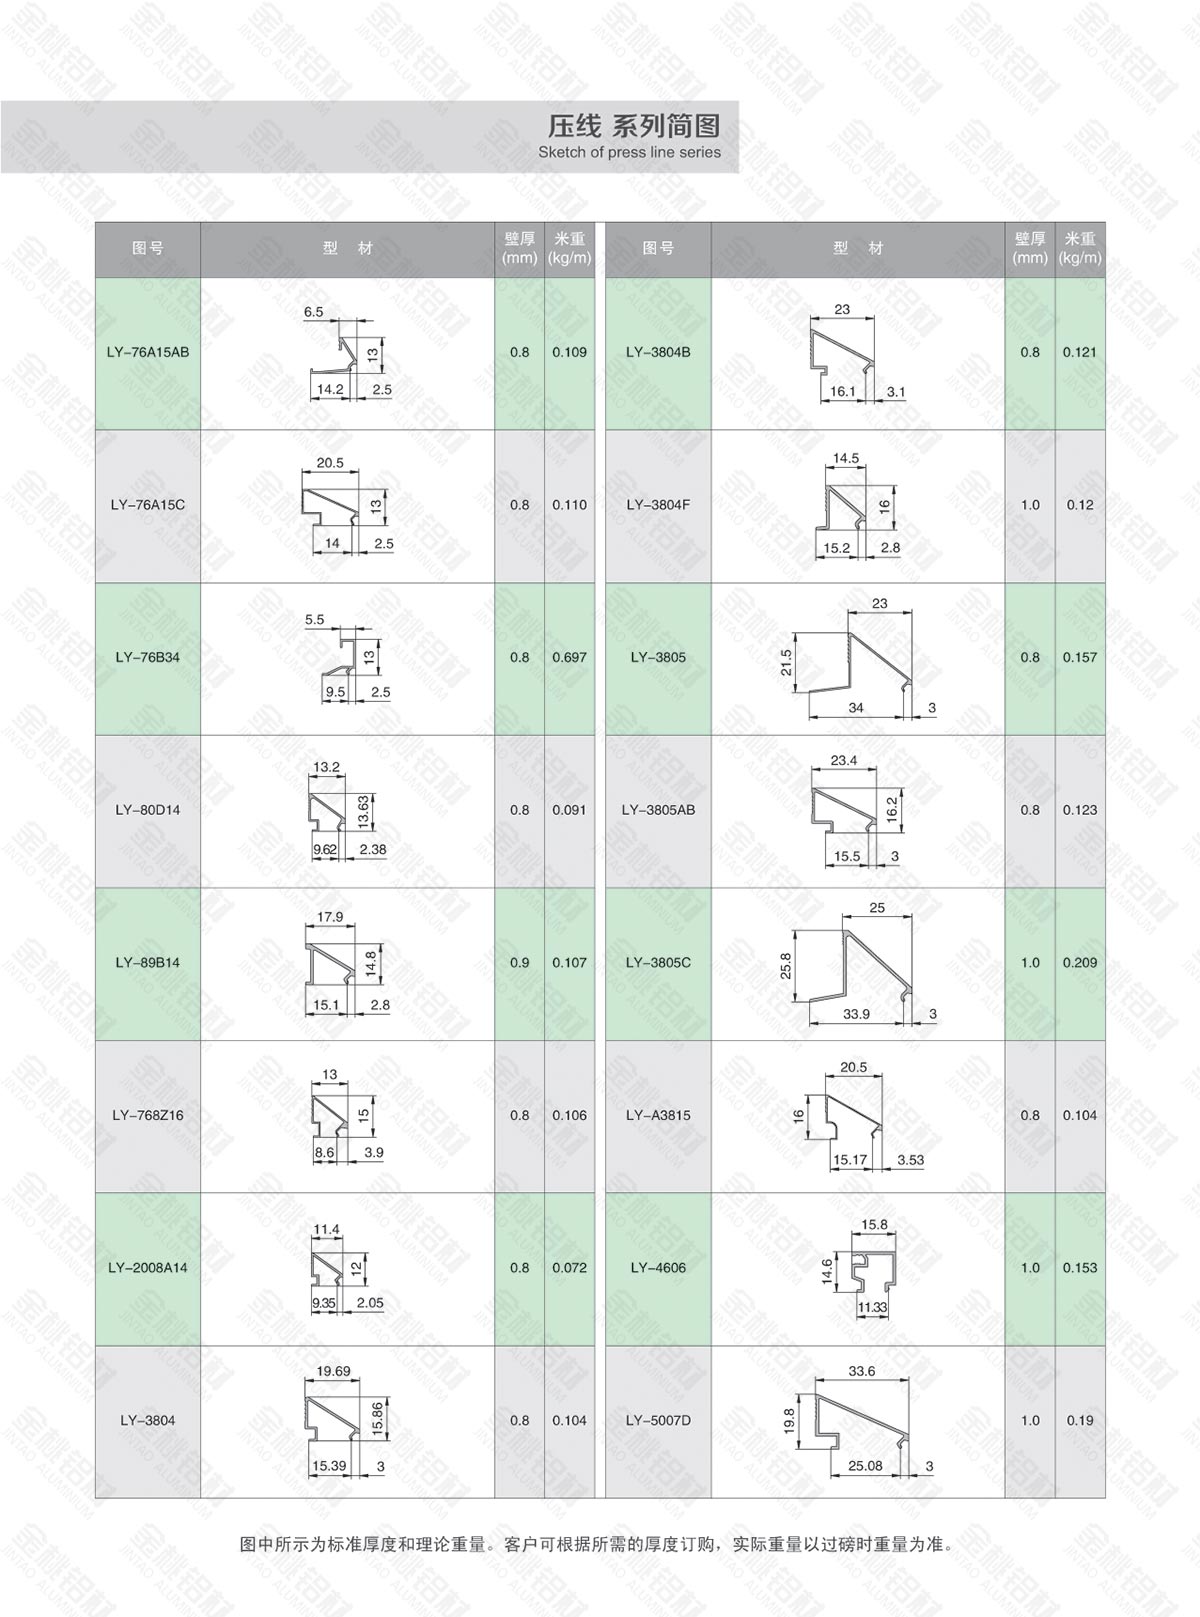 压线 系列简图
Sketch of press line series
图号 型 材 壁厚(mm) 米重(kg/m) 图号 型 材 壁厚(mm) 米重(kg/m)
LY-76A15AB 6.5 13 14.2 2.5 0.8 0.109
LY-3804B 23 16.1 3.1 0.8 0.121
LY-76A15C 20.5 13 14 2.5 0.8 0.110
LY-3804F 14.5 16 15.2 2.8 1.0 0.12
LY-76B34 5.5 13 9.5 2.5 0.8 0.697
LY-3805 23 21.5 34 3 0.8 0.157
LY-80D14 13.2 13.63 9.62 2.38 0.8 0.091
LY-3805AB 23.4 16.2 15.5 3 0.8 0.123
LY-89B14 17.9 14.8 15.1 2.8 0.9 0.107
LY-3805C 25 25.8 33.9 3 1.0 0.209
LY-768Z16 13 15 8.6 3.9 0.8 0.106
LY-A3815 20.5 16 15.17 3.53 0.8 0.104
LY-2008A14 11.4 12 9.35 2.05 0.8 0.072
LY-4606 15.8 14.6 11.33 1.0 0.153
LY-3804 19.69 15.86 15.39 3 0.8 0.104
LY-5007D 33.6 19.8 25.08 3 1.0 0.19
图中所示为标准厚度和理论重量。客户可根据所需的厚度订购，实际重量以过磅时重量为准。
金桃铝材
JINTAO ALUMINIUM